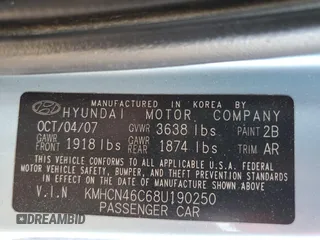 MANUFACTURED IN KOREA BY
HYUNDAI MOTOR COMPANY
OCT/04/07 GVWR 3638 lbs PAINT 2B
GAWR FRONT 1918 lbs GAWR REAR 1874 lbs TRIM AR
THIS VEHICLE CONFORMS TO ALL APPLICABLE U.S.A. FEDERAL
MOTOR VEHICLE SAFETY, BUMPER, AND THEFT PREVENTION
STANDARDS IN EFFECT ON THE DATE OF MANUFACTURE
SHOWN ABOVE.
V.I.N KMHCN46C68U190250
PASSENGER CAR
DREAMBID